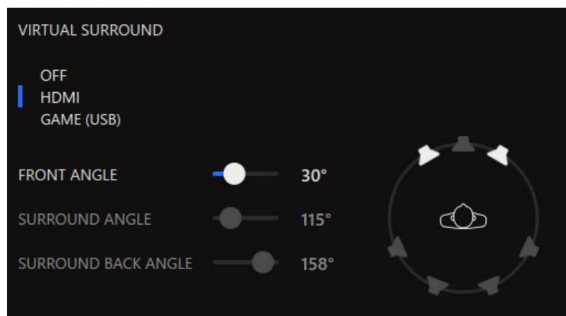 VIRTUAL SURROUND
OFF
HDMI
GAME (USB)
FRONT ANGLE 30°
SURROUND ANGLE 115°
SURROUND BACK ANGLE 158°